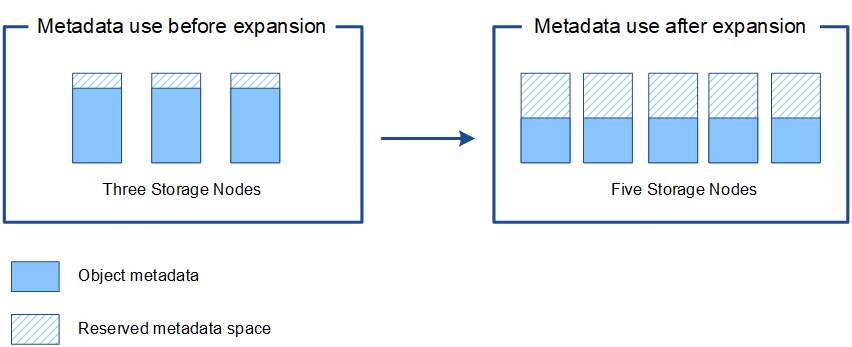 Metadata use before expansion
Metadata use after expansion
Three Storage Nodes
Five Storage Nodes
Object metadata
Reserved metadata space